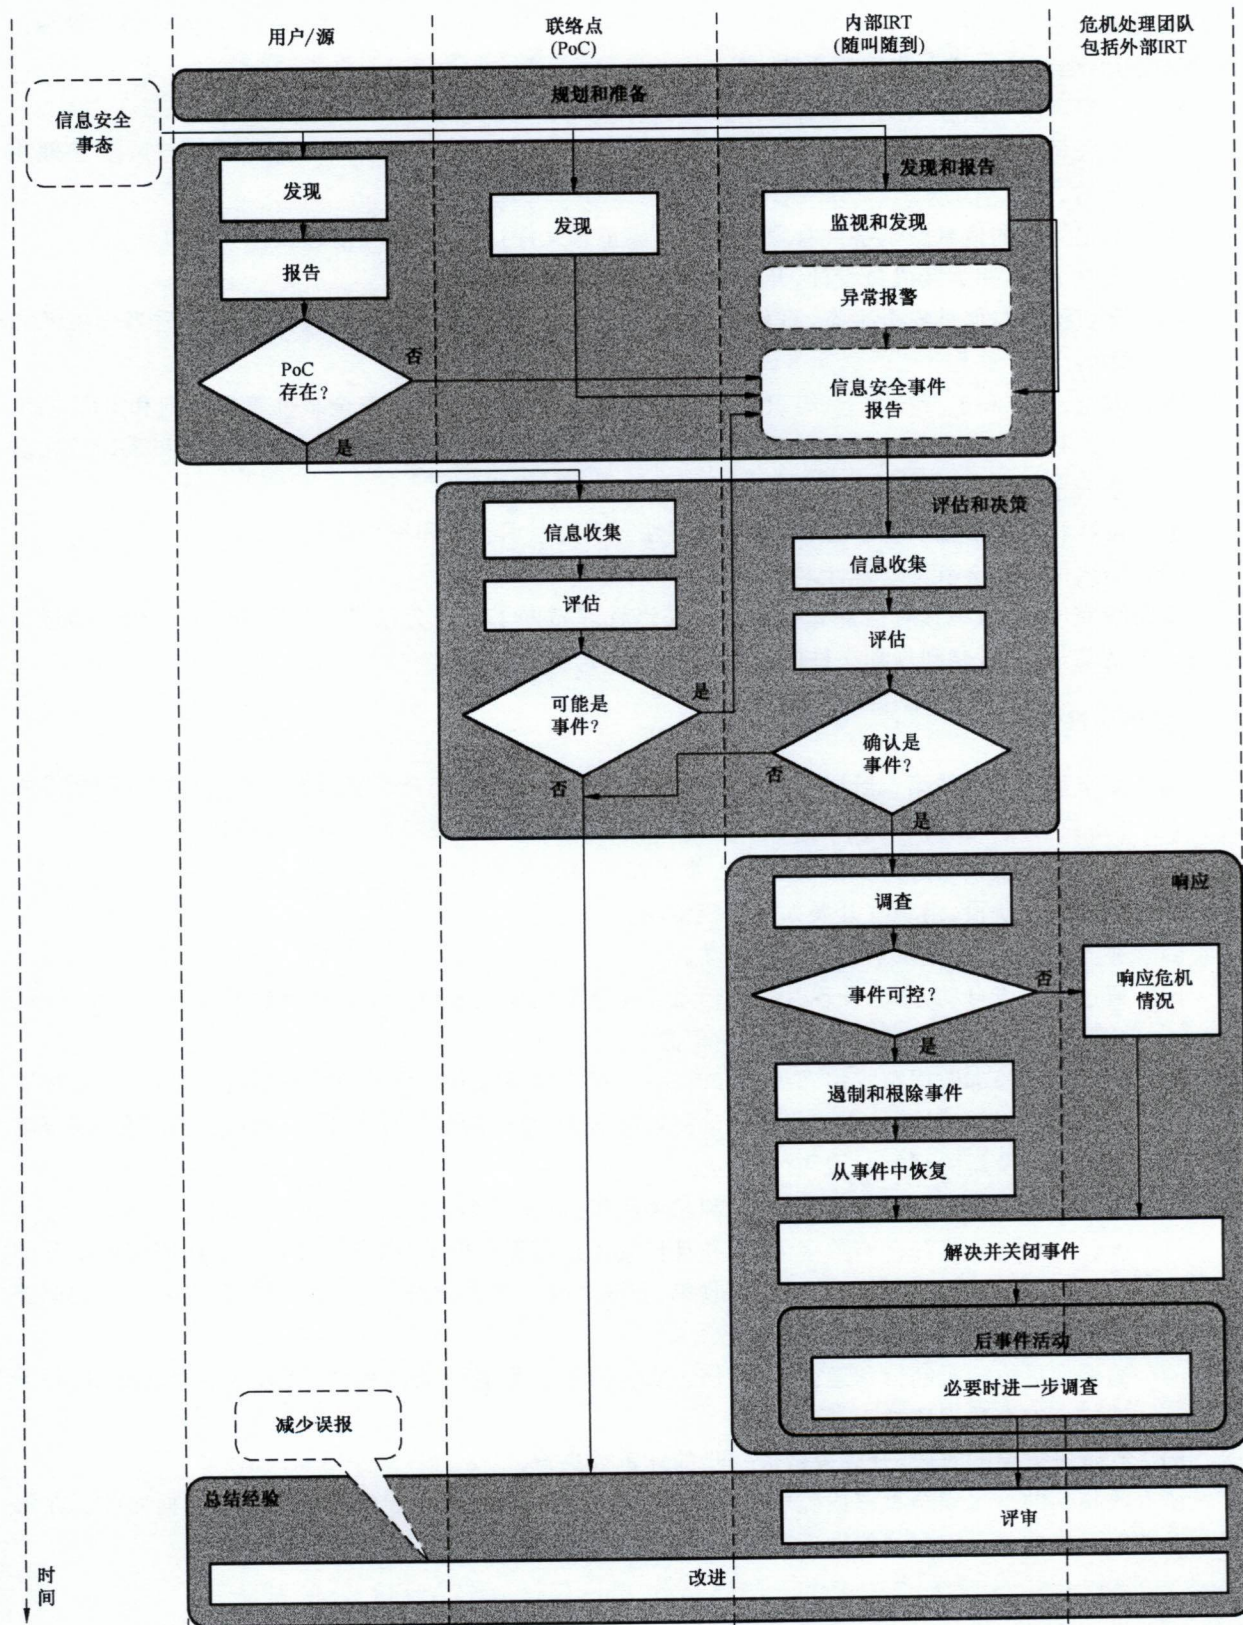 用户/源
联络点
(PoC)
内部IRT
(随叫随到)
危机处理团队
包括外部IRT
规划和准备
信息安全
事态
发现和报告
发现
发现
监视和发现
报告
异常报警
PoC
存在?
否
信息安全事件
报告
是
评估和决策
信息收集
信息收集
评估
评估
可能是
事件?
是
确认是
事件?
否
否
是
响应
调查
事件可控?
否
响应危机
情况
是
遏制和根除事件
从事件中恢复
解决并关闭事件
后事件活动
必要时进一步调查
减少误报
总结经验
评审
改进
时
间